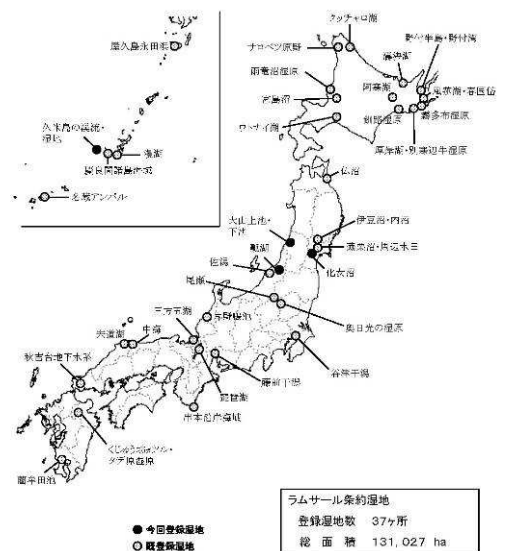 クッチャロ湖
屋久島永田浜
サロベツ原野
濤沸湖
野付半島・野付湾
雨竜沼湿原
阿寒湖
風蓮湖・春国岱
宮島沼
久米島の渓流・
湿地
釧路湿原
霧多布湿原
ウトナイ湖
漫湖
厚岸湖・別寒辺牛湿原
慶良間諸島海域
仏沼
名蔵アンパル
大山上池・
下池
伊豆沼・内沼
瓢湖
蕪栗沼・周辺水田
佐潟
化女沼
尾瀬
片野鴨池
奥日光の湿原
三方五湖
宍道湖
中海
谷津干潟
秋吉台地下水系
藤前干潟
琵琶湖
串本沿岸海域
くじゅう坊ガツル・
タデ原湿原
藺牟田池
ラムサール条約湿地
登録湿地数 37ヶ所
総 面 積 131,027 ha
● 今回登録湿地
◎ 既登録湿地